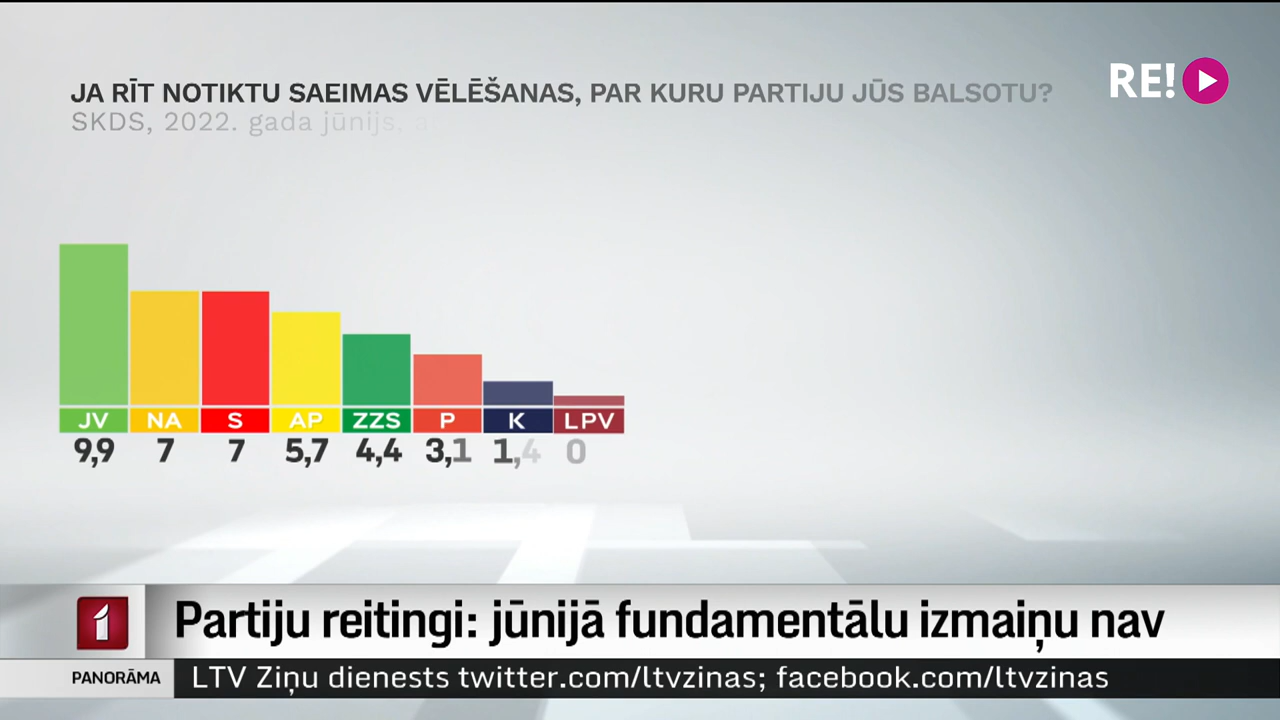 JA RĪT NOTIKTU SAEIMAS VĒLĒŠANAS, PAR KURU PARTIJU JŪS BALSOTU?
RE!
SKDS, 2022. gada jūnijs,
JV NA S AP ZZS P K LPV
9,9 7 7 5,7 4,4 3,1 1,4 0
1 Partiju reitingi: jūnijā fundamentālu izmaiņu nav
PANORĀMA LTV Ziņu dienests twitter.com/ltvzinas; facebook.com/ltvzinas